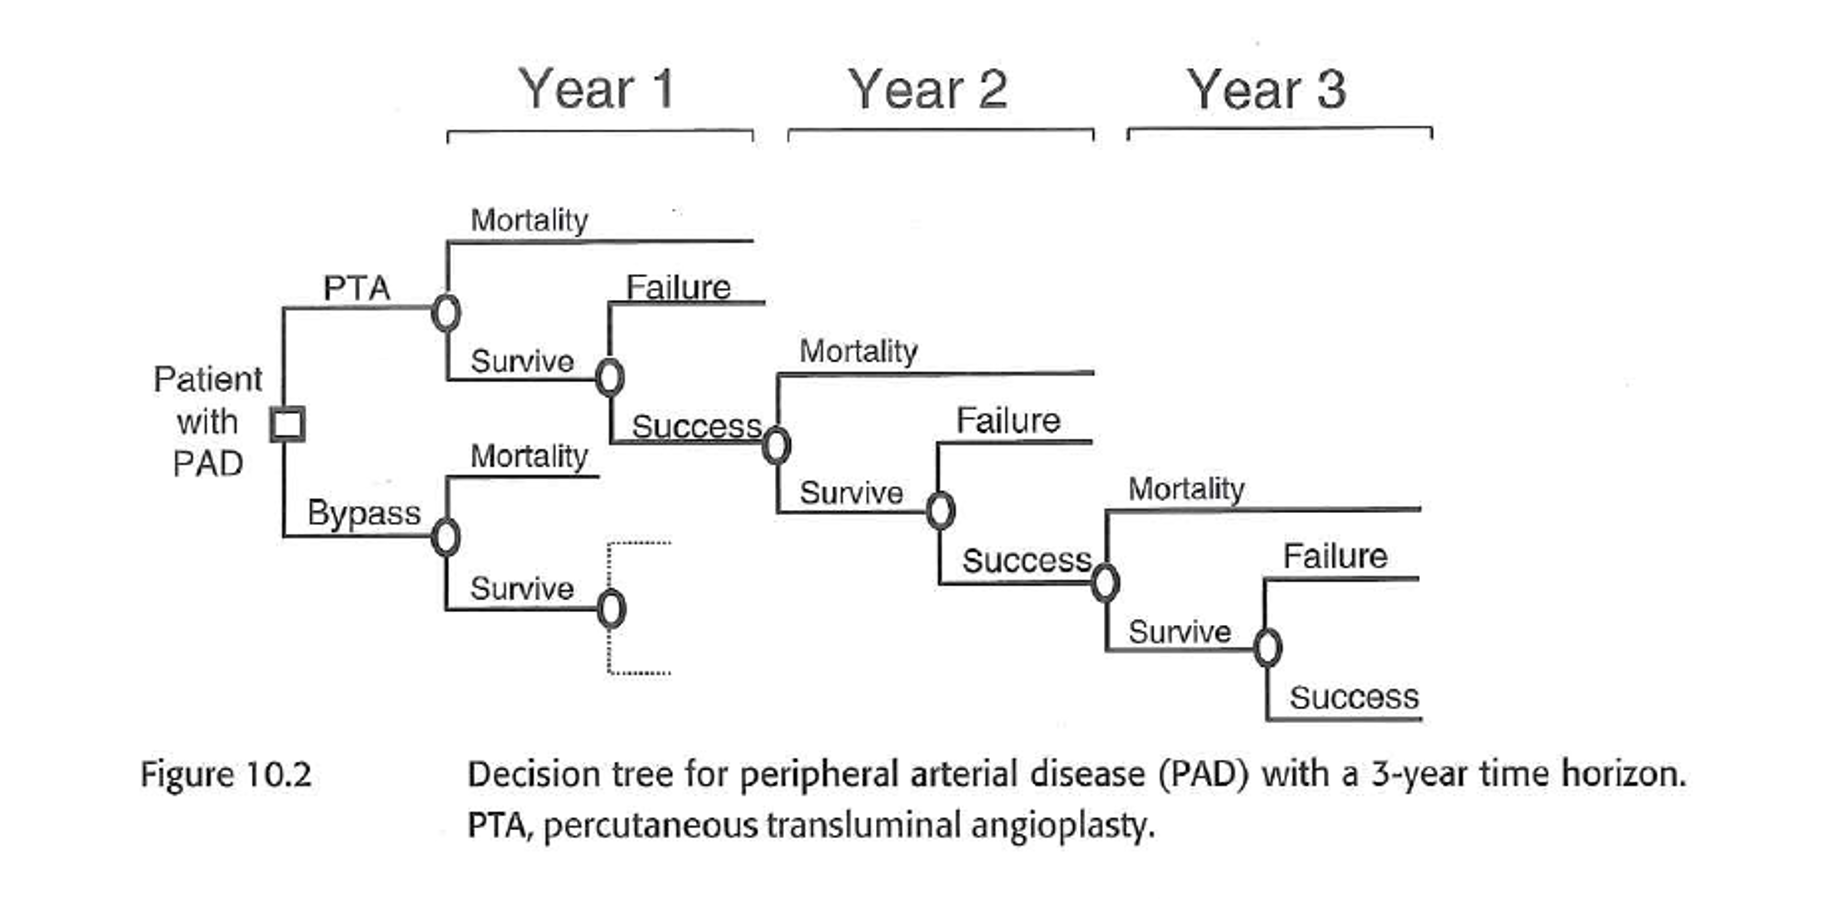 Year 1 Year 2 Year 3
Mortality
PTA
Failure
Survive
Mortality
Patient
with
PAD
Success
Failure
Mortality
Survive
Mortality
Bypass
Success
Failure
Survive
Survive
Success
Figure 10.2 Decision tree for peripheral arterial disease (PAD) with a 3-year time horizon.
PTA, percutaneous transluminal angioplasty.